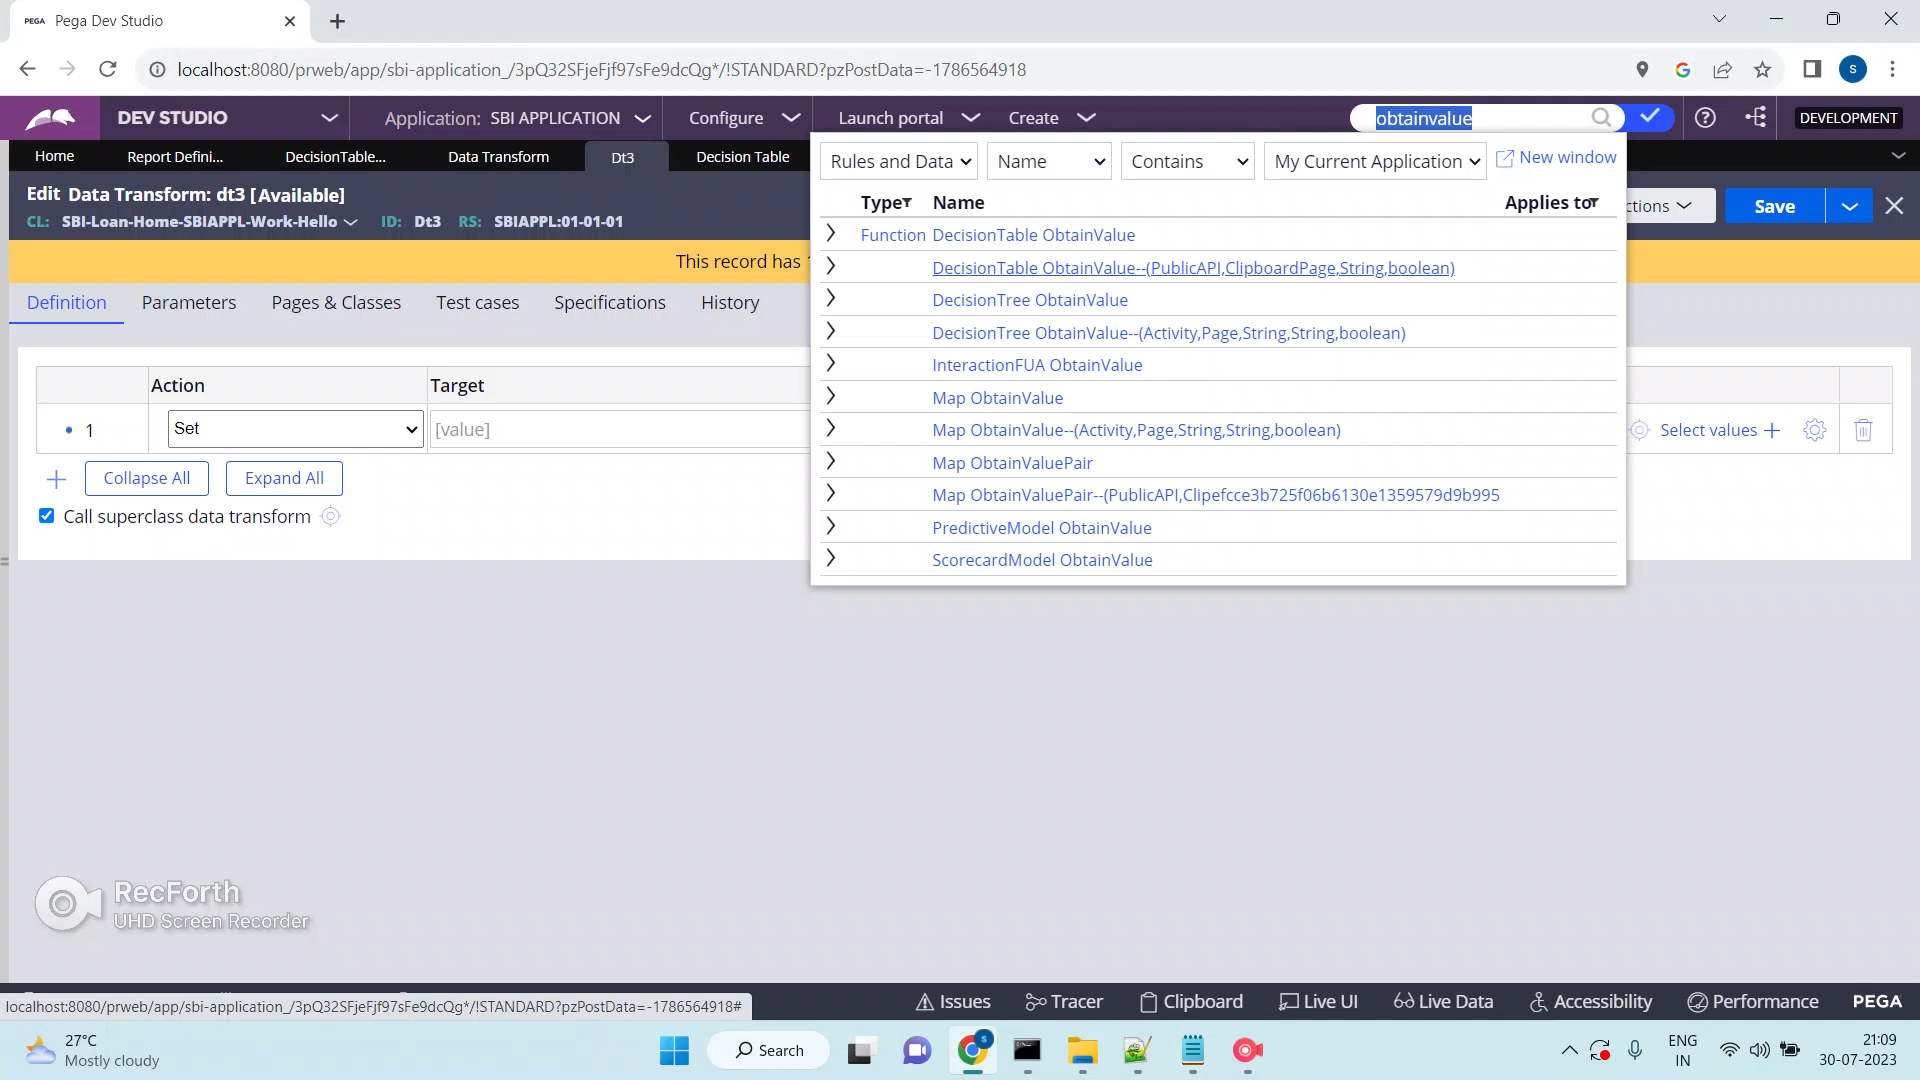 PEGA Pega Dev Studio
localhost:8080/prweb/app/sbi-application_/3pQ32SFjeFjf97sFe9dcQg*/!STANDARD?pzPostData=-1786564918
S
DEV STUDIO Application: SBI APPLICATION Configure Launch portal Create obtainvalue DEVELOPMENT
Home Report Defini... DecisionTable... Data Transform Dt3 Decision Table
Rules and Data Name Contains My Current Application New window
Edit Data Transform: dt3 [Available]
CL: SBI-Loan-Home-SBIAPPL-Work-Hello ID: Dt3 RS: SBIAPPL:01-01-01
ctions Save
Type Name Applies to
Function DecisionTable ObtainValue
DecisionTable ObtainValue--(PublicAPI,ClipboardPage,String,boolean)
DecisionTree ObtainValue
DecisionTree ObtainValue--(Activity,Page,String,String,boolean)
InteractionFUA ObtainValue
Map ObtainValue
Map ObtainValue--(Activity,Page,String,String,boolean)
Map ObtainValuePair
Map ObtainValuePair--(PublicAPI,Clipefcce3b725f06b6130e1359579d9b995
PredictiveModel ObtainValue
ScorecardModel ObtainValue
This record has
Definition Parameters Pages & Classes Test cases Specifications History
Action Target
1 Set [value] Select values
Collapse All Expand All
Call superclass data transform
RecForth
UHD Screen Recorder
localhost:8080/prweb/app/sbi-application_/3pQ32SFjeFjf97sFe9dcQg*/!STANDARD?pzPostData=-1786564918#
Issues Tracer Clipboard Live UI Live Data Accessibility Performance PEGA
27°C
Mostly cloudy
Search
S
ENG
IN
21:09
30-07-2023